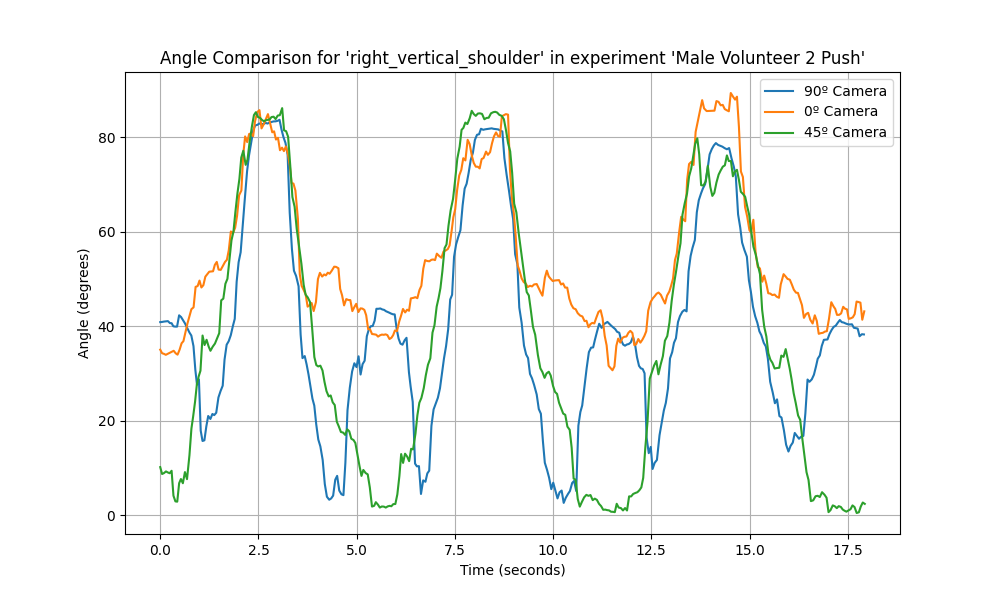 Angle Comparison for 'right_vertical_shoulder' in experiment 'Male Volunteer 2 Push'
90º Camera
0º Camera
45º Camera
Angle (degrees)
80
60
40
20
0
0.0 2.5 5.0 7.5 10.0 12.5 15.0 17.5
Time (seconds)